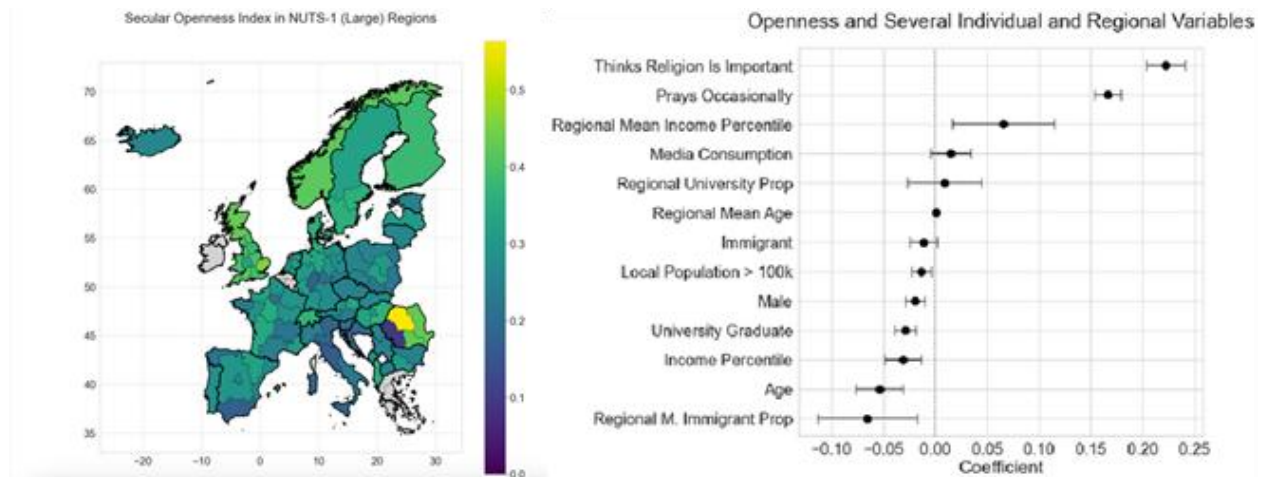 Secular Openness Index in NUTS-1 (Large) Regions
70
65
60
55
50
45
40
35
−20
−10
0
10
20
30
0.5
0.4
0.3
0.2
0.1
0.0
Openness and Several Individual and Regional Variables
Thinks Religion Is Important
Prays Occasionally
Regional Mean Income Percentile
Media Consumption
Regional University Prop
Regional Mean Age
Immigrant
Local Population > 100k
Male
University Graduate
Income Percentile
Age
Regional M. Immigrant Prop
−0.10
−0.05
0.00
0.05
0.10
0.15
0.20
0.25
Coefficient